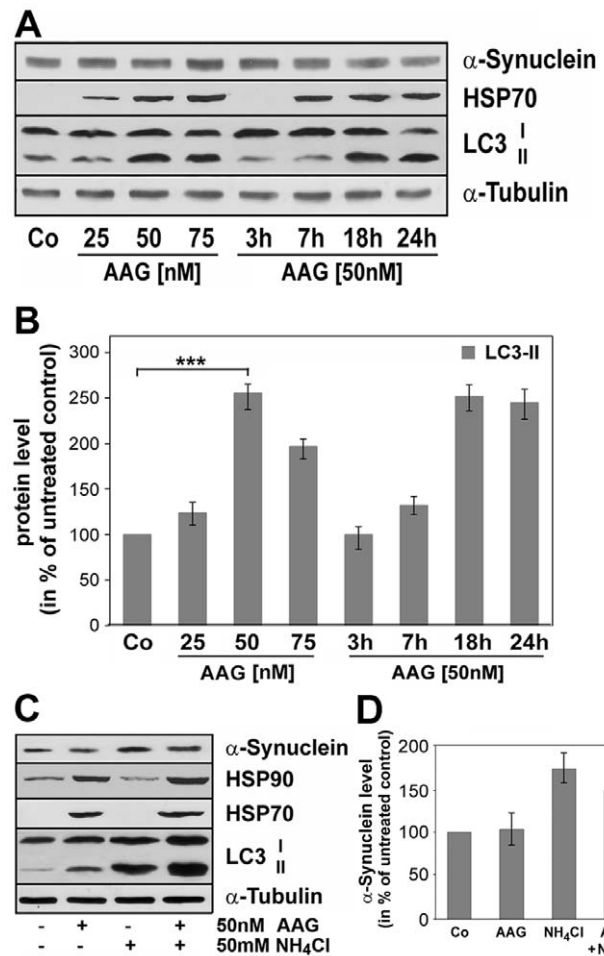 A
α-Synuclein
HSP70
LC3 I
II
α-Tubulin
Co 25 50 75 3h 7h 18h 24h
AAG [nM] AAG [50nM]
B
protein level
(in % of untreated control)
300
250
200
150
100
50
0
***
LC3-II
Co 25 50 75 3h 7h 18h 24h
AAG [nM] AAG [50nM]
C
α-Synuclein
HSP90
HSP70
LC3 I
II
α-Tubulin
- + - + 50nM AAG
- - + + 50mM NH₄Cl
D
α-Synuclein level
(in % of untreated control)
200
150
100
50
0
Co AAG NH₄Cl